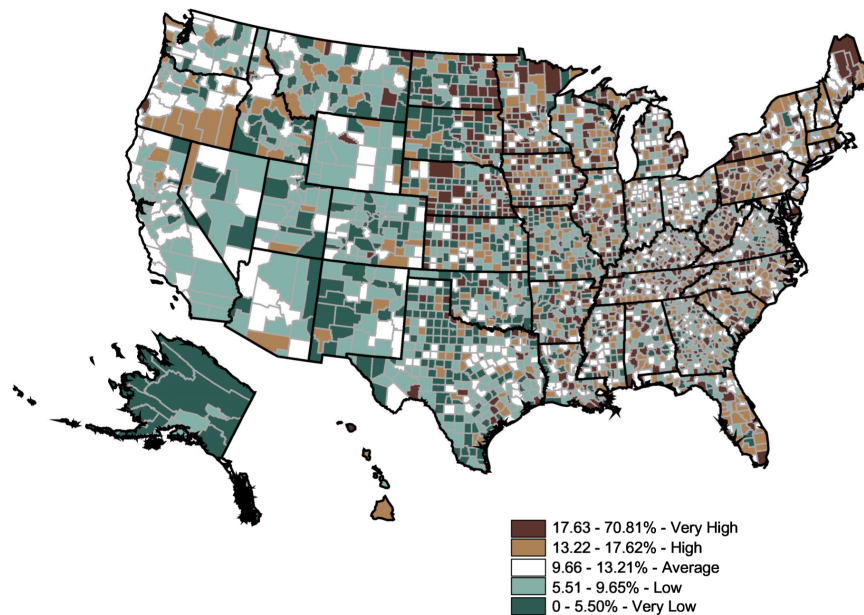 17.63 - 70.81% - Very High
13.22 - 17.62% - High
9.66 - 13.21% - Average
5.51 - 9.65% - Low
0 - 5.50% - Very Low